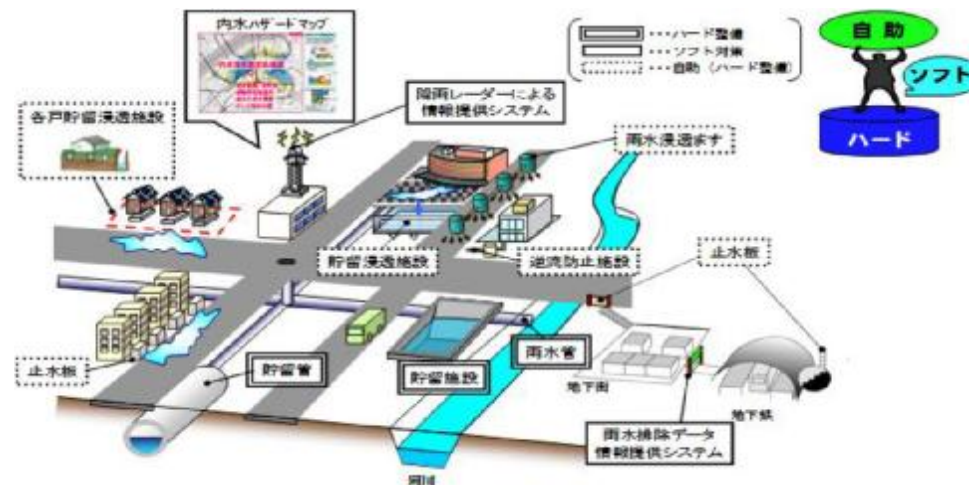 内水ハザードマップ
・・・ハード整備
・・・ソフト対策
・・・自助(ハード整備)
自助
ソフト
ハード
降雨レーダーによる
情報提供システム
各戸貯留浸透施設
雨水浸透ます
貯留浸透施設
逆流防止施設
止水板
止水板
貯留管
貯留施設
雨水管
地下街
地下鉄
雨水排除データ
情報提供システム